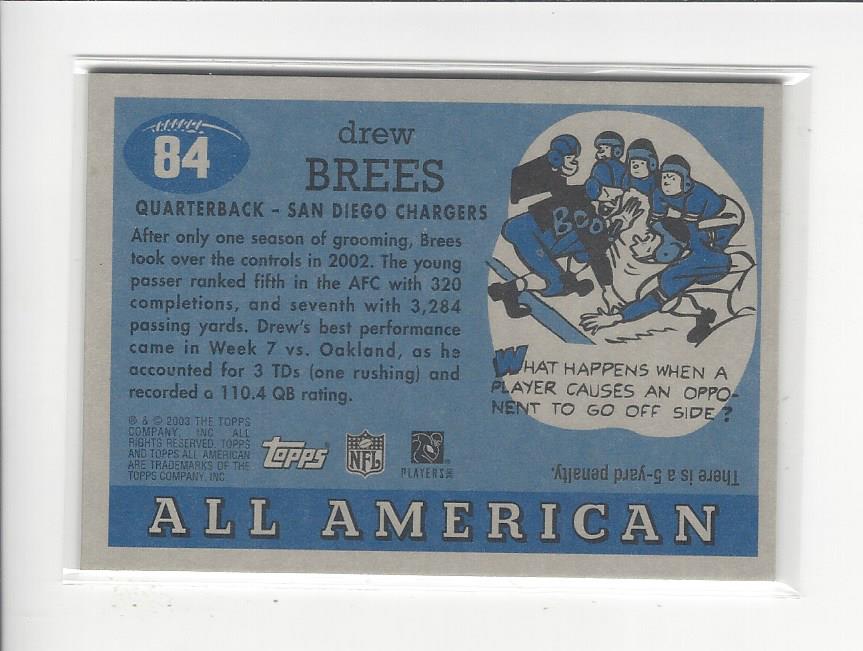 84
drew
BREES
QUARTERBACK - SAN DIEGO CHARGERS
After only one season of grooming, Brees
took over the controls in 2002. The young
passer ranked fifth in the AFC with 320
completions, and seventh with 3,284
passing yards. Drew's best performance
came in Week 7 vs. Oakland, as he
accounted for 3 TDs (one rushing) and
recorded a 110.4 QB rating.
BOO!
WHAT HAPPENS WHEN A
PLAYER CAUSES AN OPPO-
NENT TO GO OFF SIDE?
There is a 5-yard penalty.
® & © 2003 THE TOPPS
COMPANY, INC. ALL
RIGHTS RESERVED. TOPPS
AND TOPPS ALL AMERICAN
ARE TRADEMARKS OF THE
TOPPS COMPANY, INC.
Topps
NFL
PLAYERS INC
ALL AMERICAN